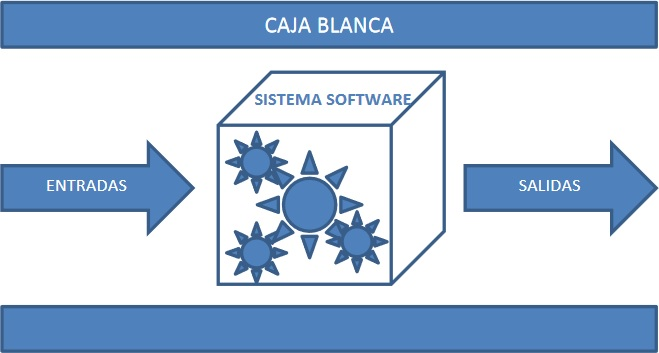 CAJA BLANCA
SISTEMA SOFTWARE
ENTRADAS
SALIDAS